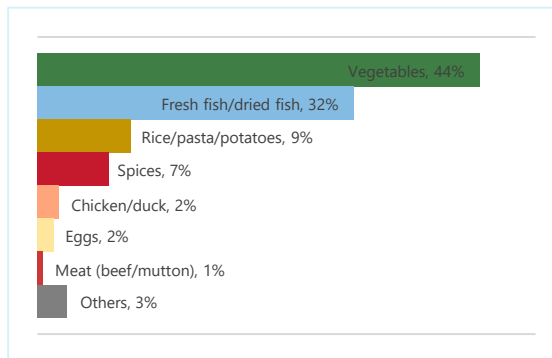 Vegetables, 44%
Fresh fish/dried fish, 32%
Rice/pasta/potatoes, 9%
Spices, 7%
Chicken/duck, 2%
Eggs, 2%
Meat (beef/mutton), 1%
Others, 3%